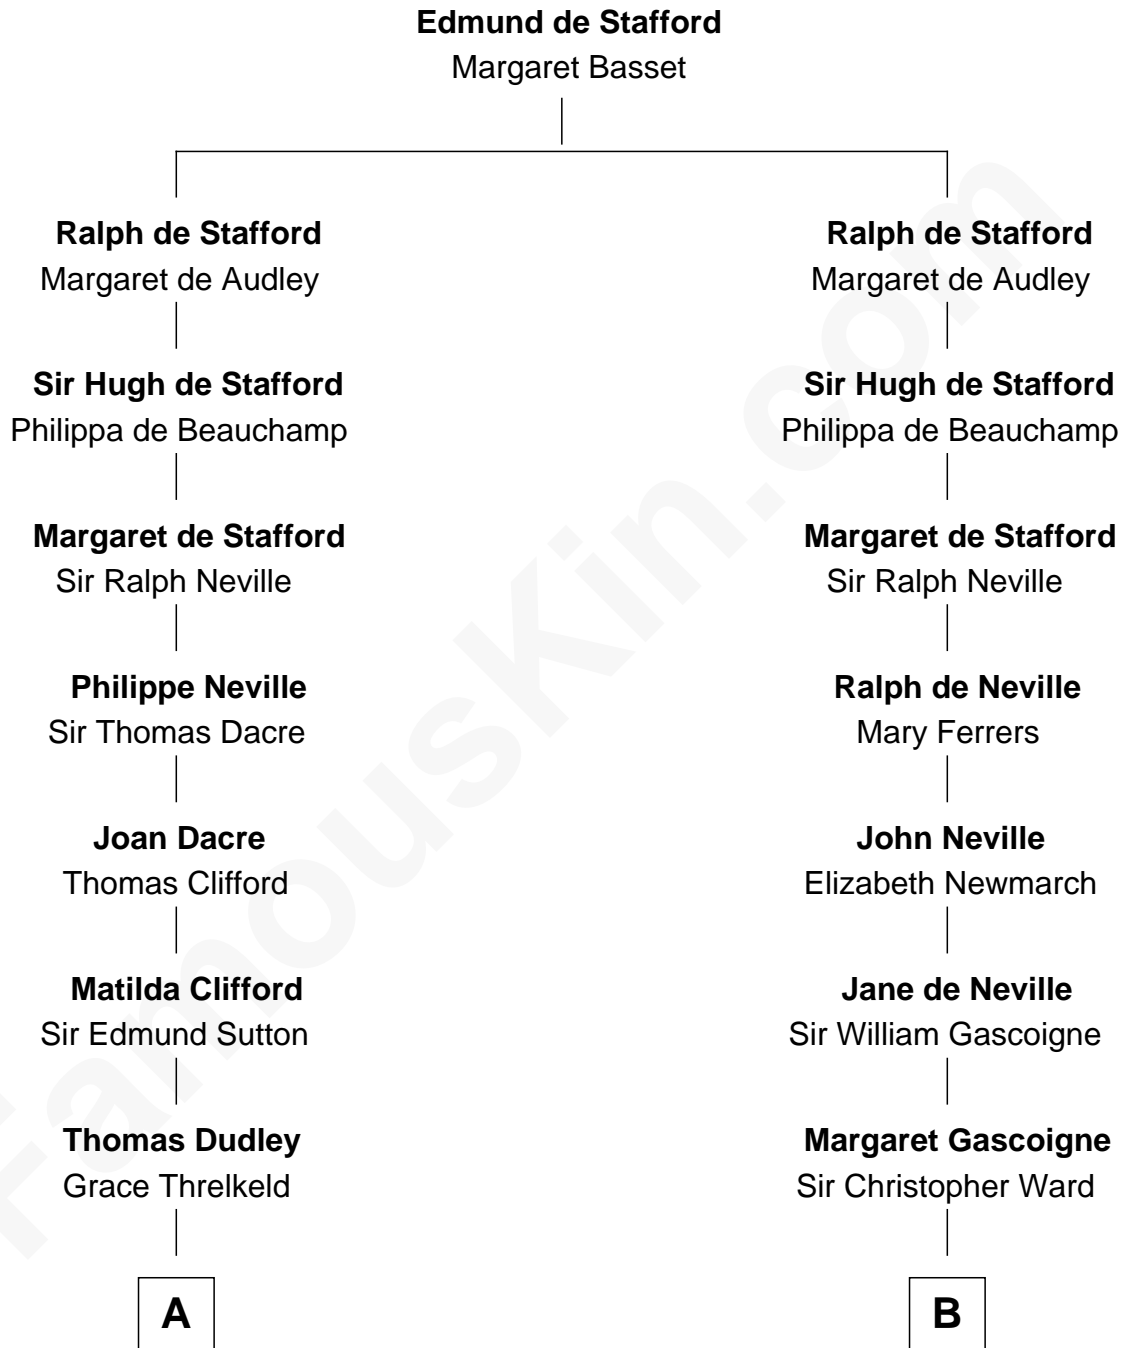 Edmund de Stafford
Margaret Basset
Ralph de Stafford
Margaret de Audley
Sir Hugh de Stafford
Philippa de Beauchamp
Margaret de Stafford
Sir Ralph Neville
Philippe Neville
Sir Thomas Dacre
Joan Dacre
Thomas Clifford
Matilda Clifford
Sir Edmund Sutton
Thomas Dudley
Grace Threlkeld
A
Ralph de Stafford
Margaret de Audley
Sir Hugh de Stafford
Philippa de Beauchamp
Margaret de Stafford
Sir Ralph Neville
Ralph de Neville
Mary Ferrers
John Neville
Elizabeth Newmarch
Jane de Neville
Sir William Gascoigne
Margaret Gascoigne
Sir Christopher Ward
B
FamousKin.com